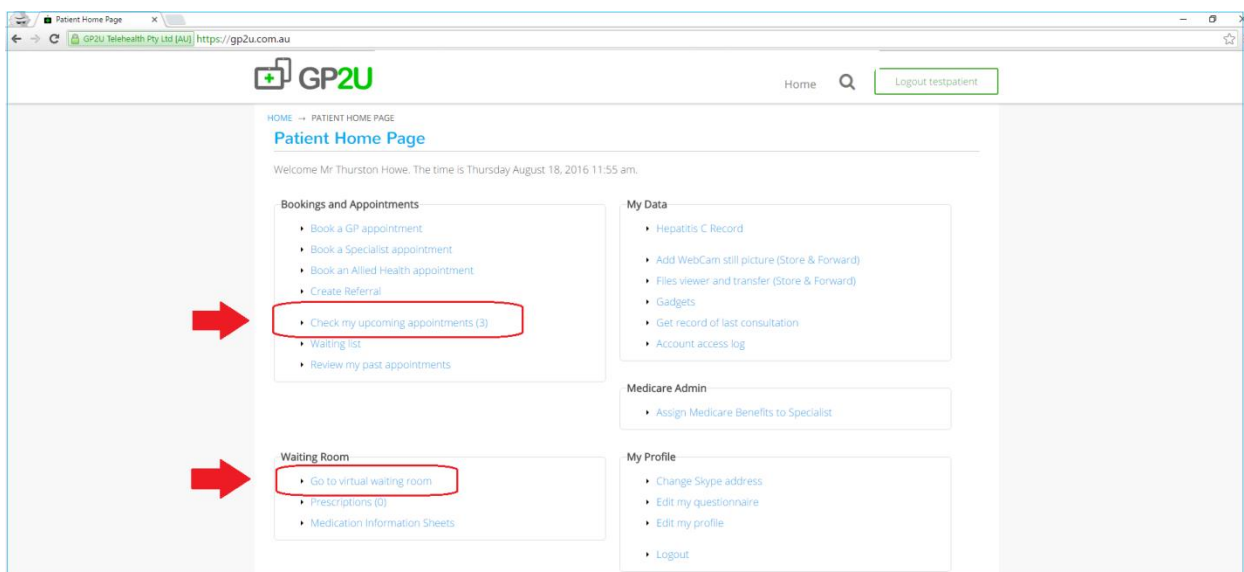 Patient Home Page
GP2U Telehealth Pty Ltd [AU] https://gp2u.com.au
GP2U
Home
Logout testpatient
HOME → PATIENT HOME PAGE
Patient Home Page
Welcome Mr Thurston Howe. The time is Thursday August 18, 2016 11:55 am.
Bookings and Appointments
Book a GP appointment
Book a Specialist appointment
Book an Allied Health appointment
Create Referral
Check my upcoming appointments (3)
Waiting list
Review my past appointments
My Data
Hepatitis C Record
Add WebCam still picture (Store & Forward)
Files viewer and transfer (Store & Forward)
Gadgets
Get record of last consultation
Account access log
Medicare Admin
Assign Medicare Benefits to Specialist
Waiting Room
Go to virtual waiting room
Prescriptions (0)
Medication Information Sheets
My Profile
Change Skype address
Edit my questionnaire
Edit my profile
Logout